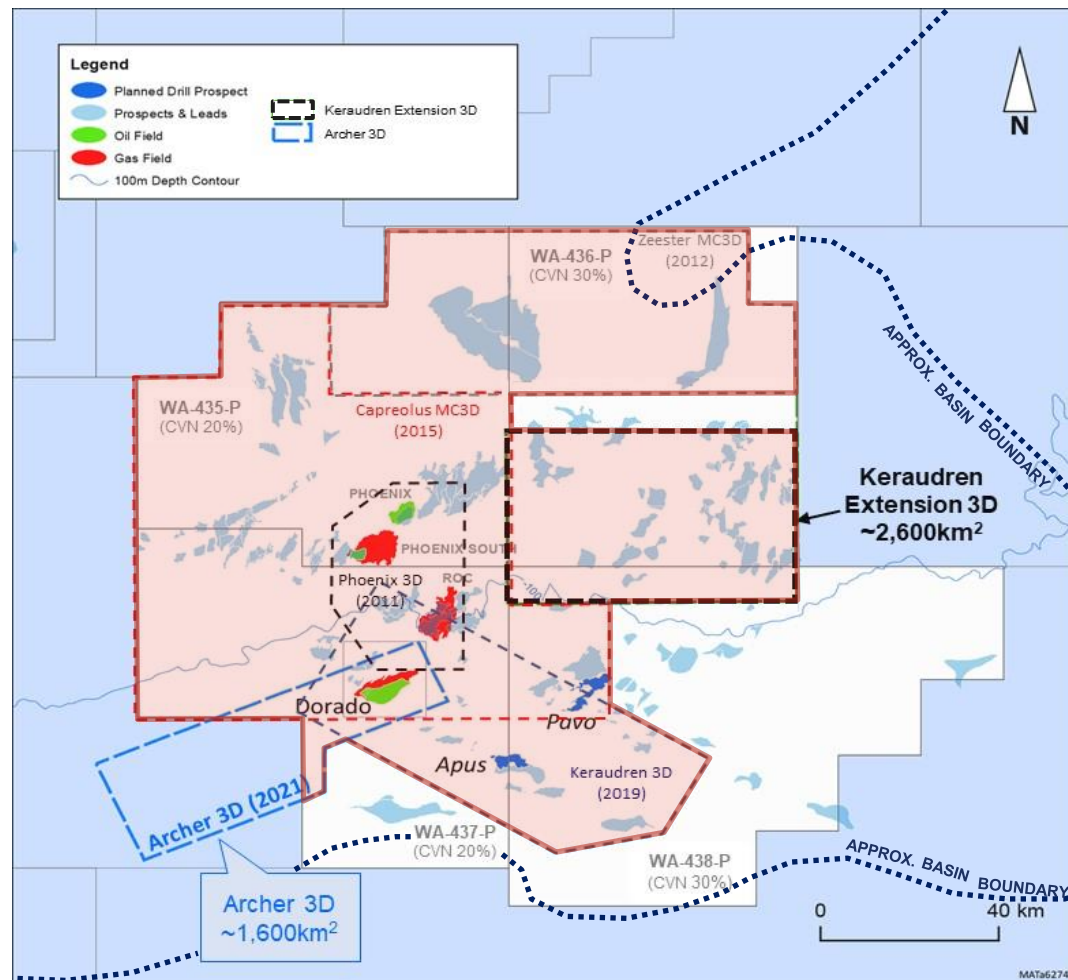 Legend
Planned Drill Prospect
Prospects & Leads
Oil Field
Gas Field
100m Depth Contour
Keraudren Extension 3D
Archer 3D
N
WA-436-P
(CVN 30%)
Zeester MC3D
(2012)
APPROX. BASIN BOUNDARY
WA-435-P
(CVN 20%)
Capreolus MC3D
(2015)
Keraudren
Extension 3D
~2,600km²
PHOENIX
PHOENIX SOUTH
Phoenix 3D
(2011)
ROC
-100
Dorado
Pavo
Apus
Keraudren 3D
(2019)
Archer 3D (2021)
WA-437-P
(CVN 20%)
WA-438-P
(CVN 30%)
APPROX. BASIN BOUNDARY
Archer 3D
~1,600km²
0 40 km
MATa6274